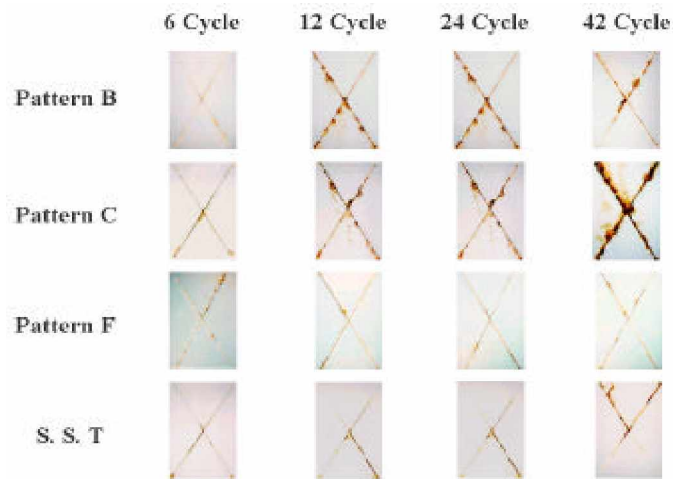 6 Cycle 12 Cycle 24 Cycle 42 Cycle
Pattern B
Pattern C
Pattern F
S. S. T